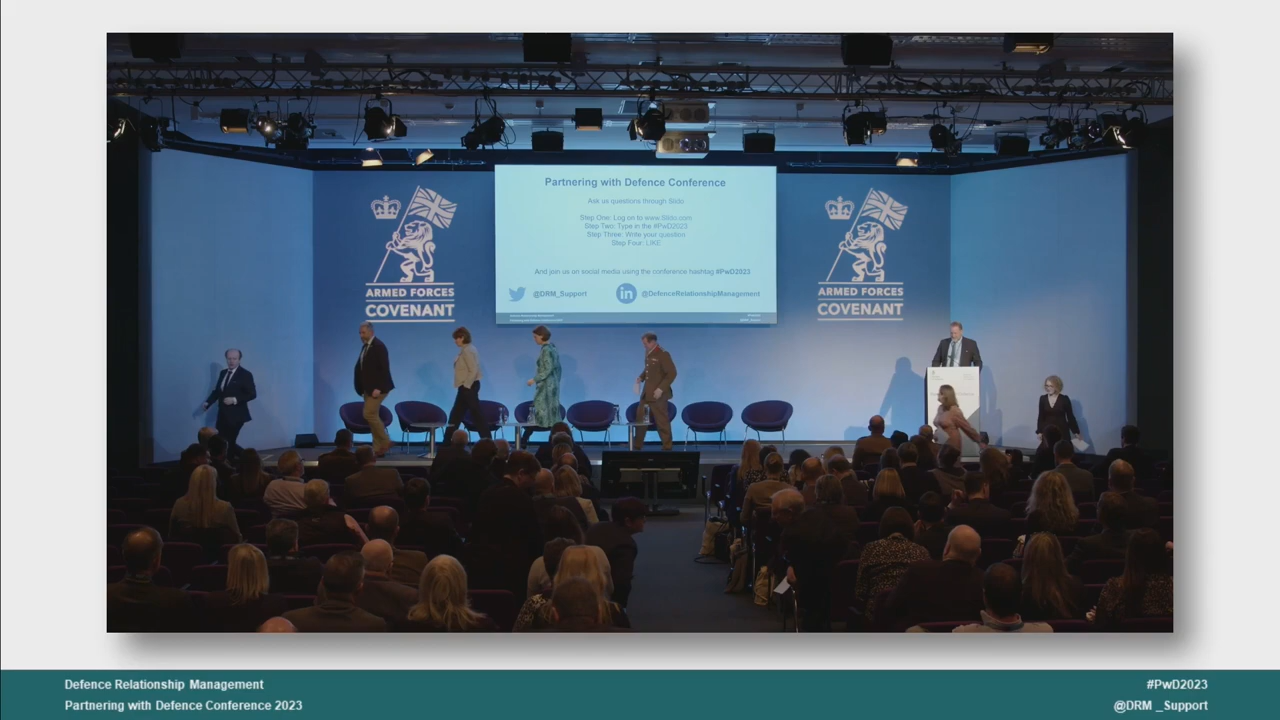 Partnering with Defence Conference
Ask us questions through Slido
Step One: Log on to www.Slido.com
Step Two: Type in the #PwD2023
Step Three: Write your question
Step Four: LIKE
And join us on social media using the conference hashtag #PwD2023
@DRM_Support
in @DefenceRelationshipManagement
ARMED FORCES
COVENANT
ARMED FORCES
COVENANT
Defence Relationship Management
Partnering with Defence Conference 2023
#PwD2023
@DRM _Support